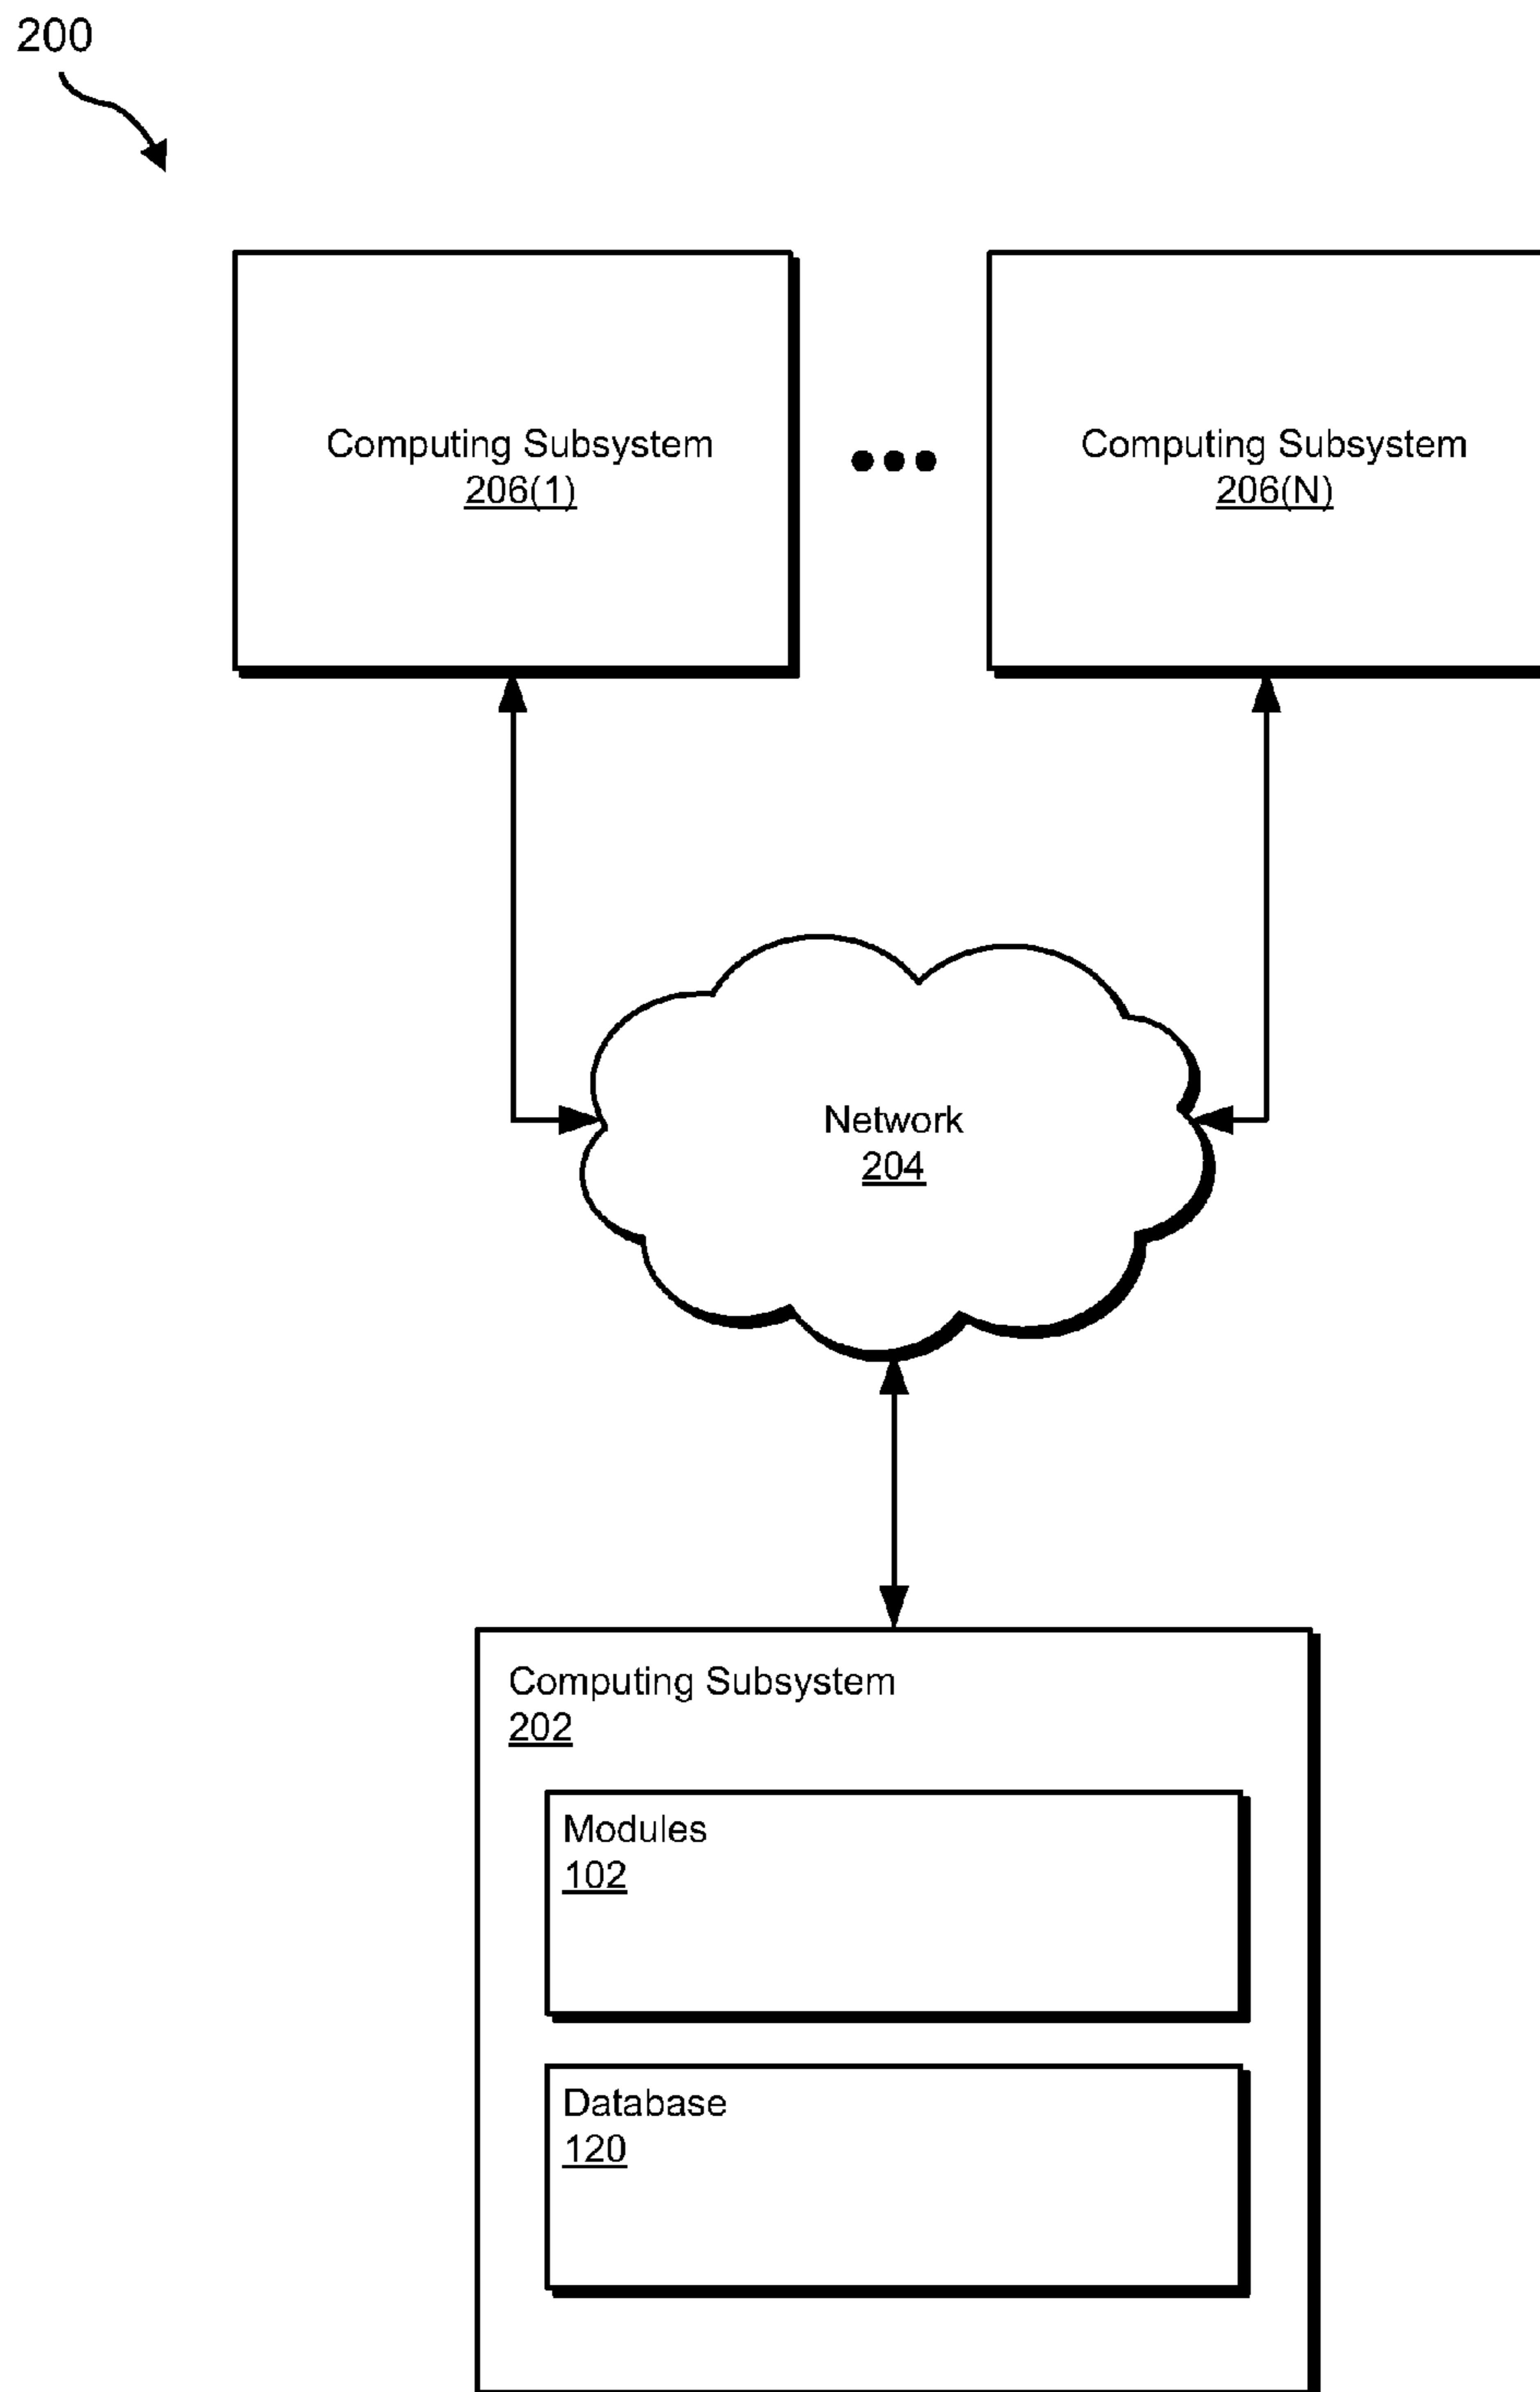 200
Computing Subsystem
206(1)
Computing Subsystem
206(N)
Network
204
Computing Subsystem
202
Modules
102
Database
120